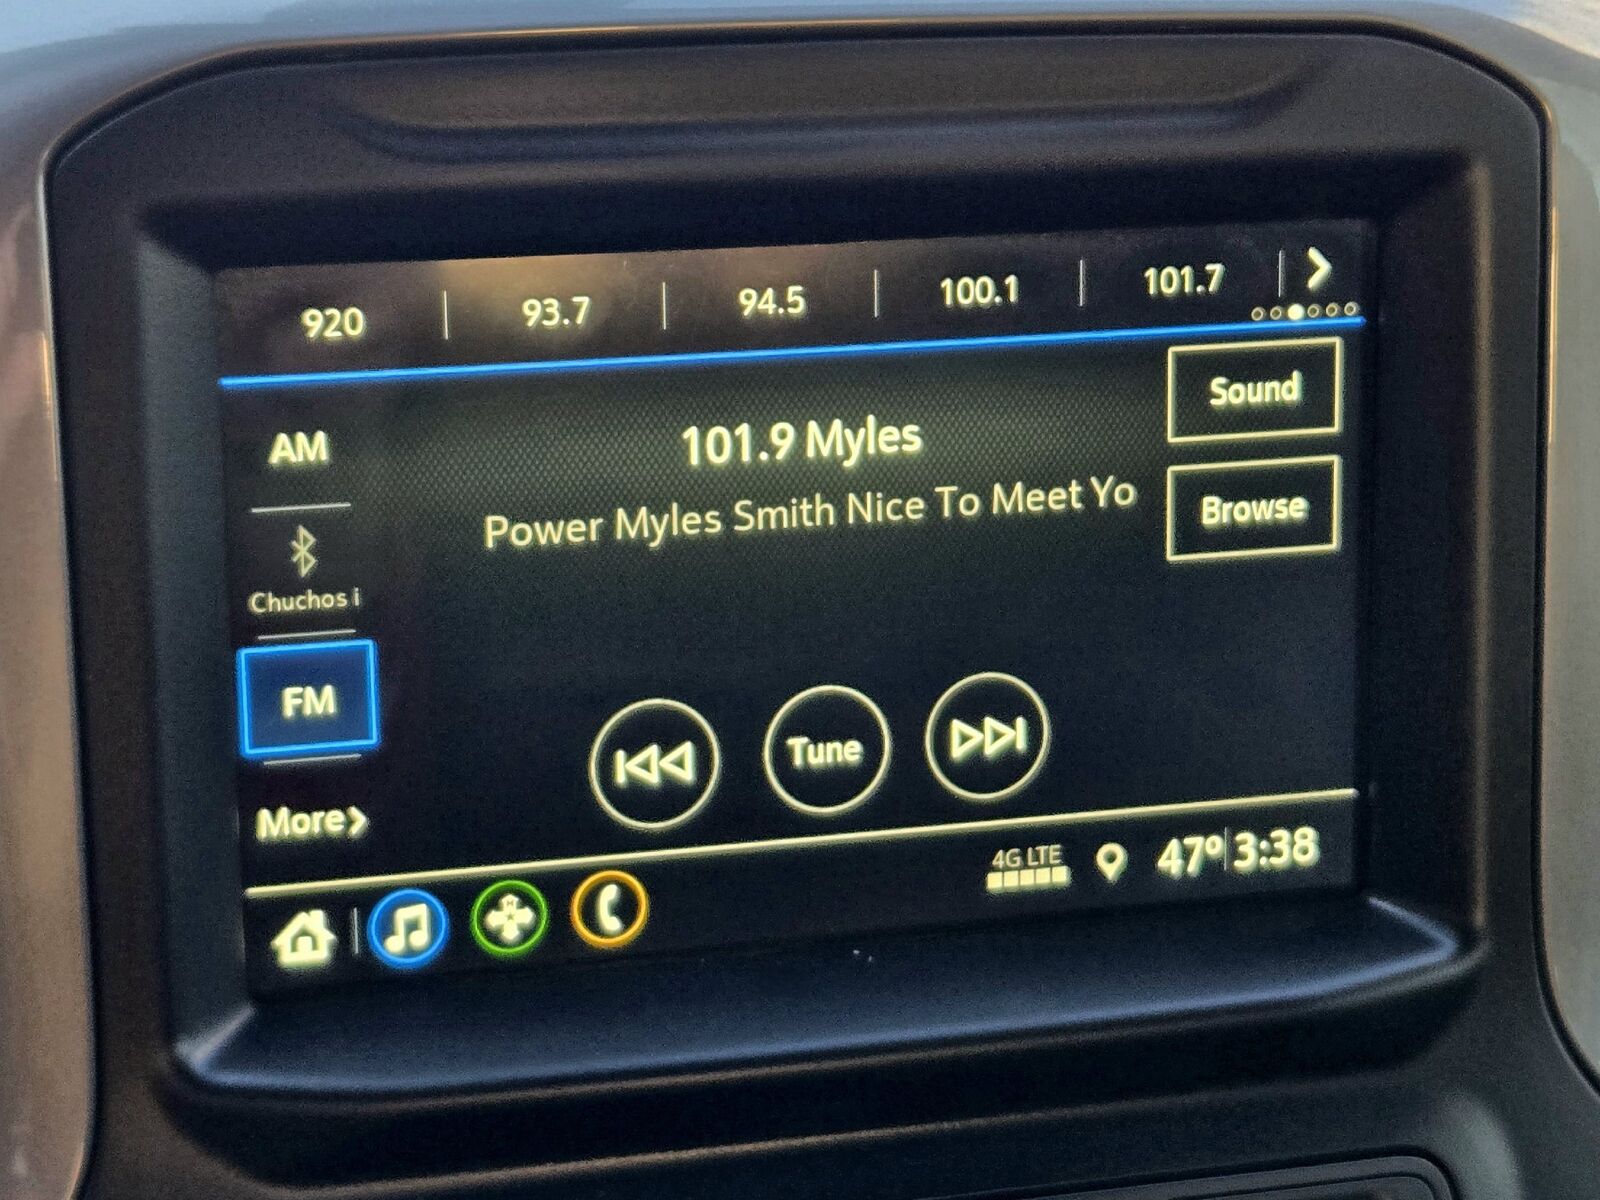 920 93.7 94.5 100.1 101.7
Sound
AM
101.9 Myles
Power Myles Smith Nice To Meet Yo
Browse
Chuchos i
FM
Tune
More
4G LTE
47° 3:38